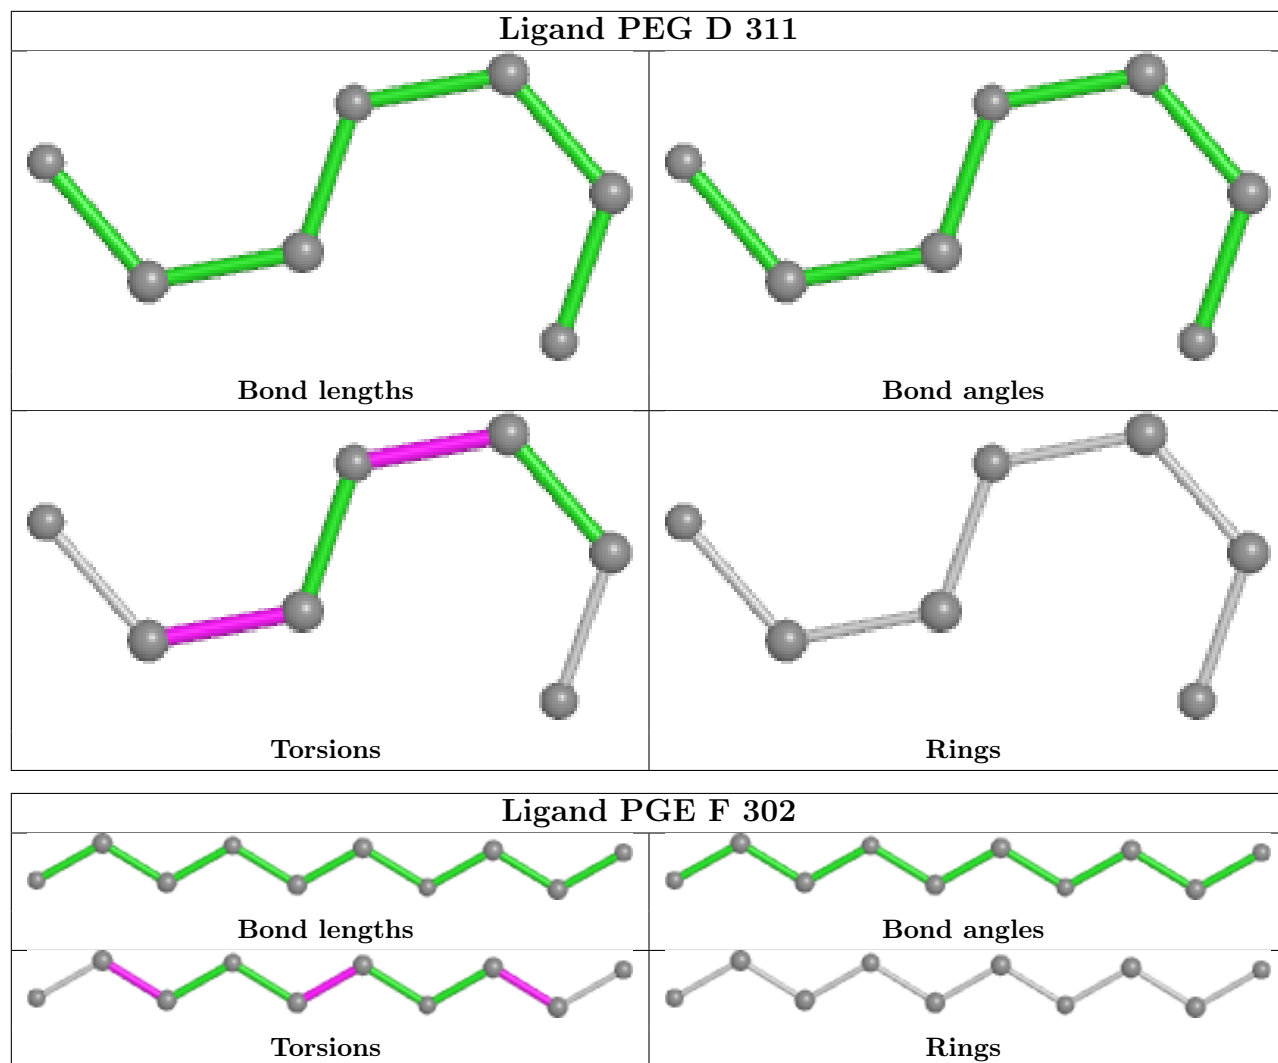 Ligand PEG D 311
Bond lengths
Bond angles
Torsions
Rings
Ligand PGE F 302
Bond lengths
Bond angles
Torsions
Rings